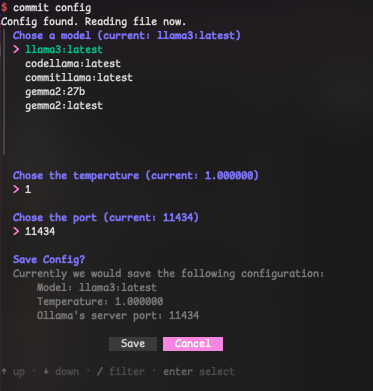 $ commit config
Config found. Reading file now.
Chose a model (current: llama3:latest)
> llama3:latest
codellama:latest
commitllama:latest
gemma2:27b
gemma2:latest
Chose the temperature (current: 1.000000)
> 1
Chose the port (current: 11434)
> 11434
Save Config?
Currently we would save the following configuration:
Model: llama3:latest
Temperature: 1.000000
Ollama's server port: 11434
Save Cancel
↑ up · ↓ down · / filter · enter select